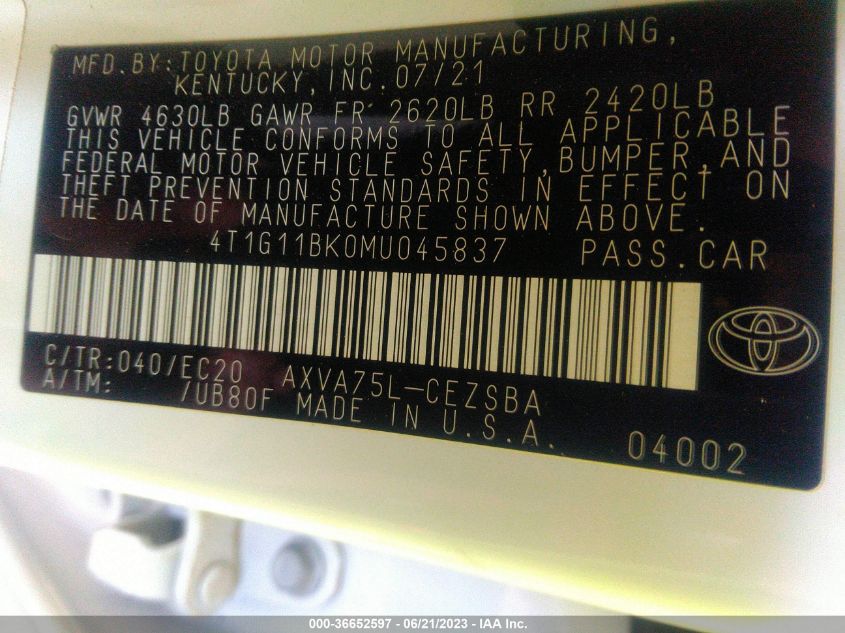 MFD.BY:TOYOTA MOTOR MANUFACTURING,
KENTUCKY,INC.07/21
GVWR 4630LB GAWR FR 2620LB RR 2420LB
THIS VEHICLE CONFORMS TO ALL APPLICABLE
FEDERAL MOTOR VEHICLE SAFETY,BUMPER,AND
THEFT PREVENTION STANDARDS IN EFFECT ON
THE DATE OF MANUFACTURE SHOWN ABOVE.
4T1G11BK0MU045837 PASS.CAR
C/TR:040/EC20 AXVA75L-CEZSBA
A/TM: /UB80F MADE IN U.S.A. 04002
000-36652597 - 06/21/2023 - IAA Inc.